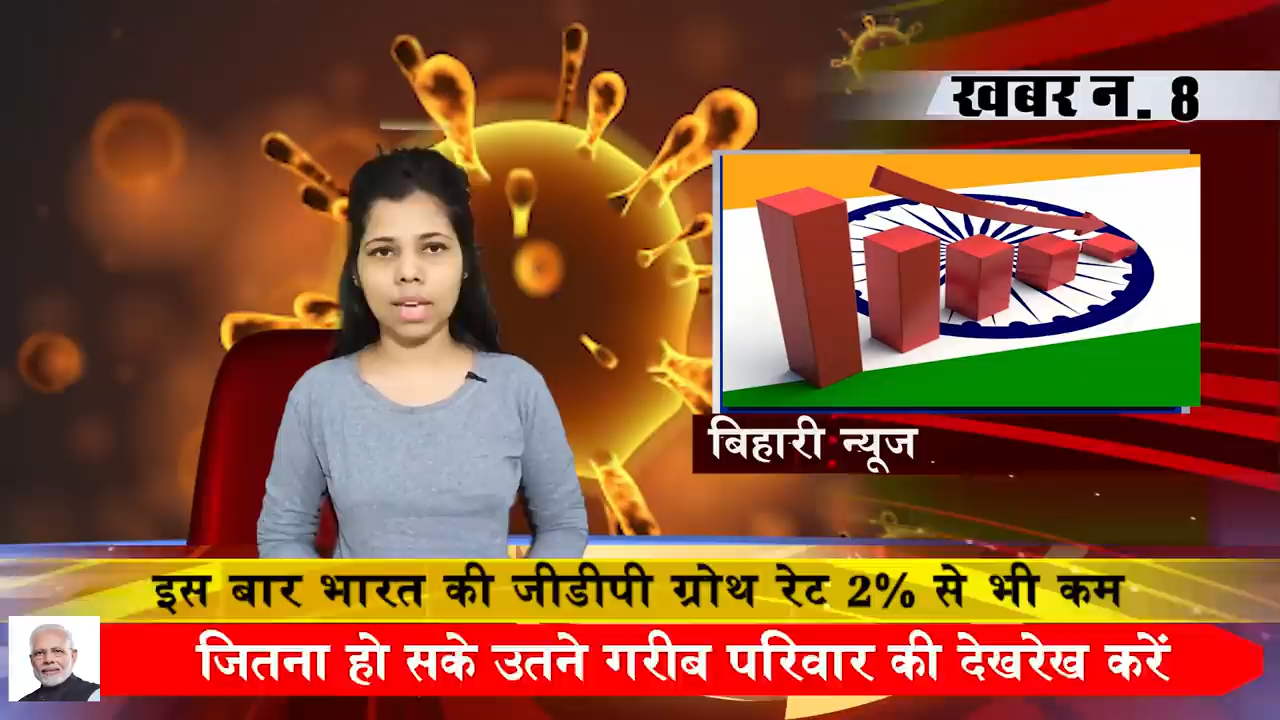 खबर न. 8
बिहारी न्यूज
इस बार भारत की जीडीपी ग्रोथ रेट 2% से भी कम
जितना हो सके उतने गरीब परिवार की देखरेख करें